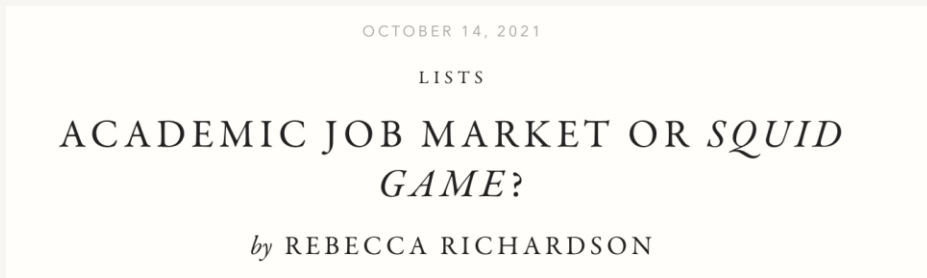 OCTOBER 14, 2021
LISTS
ACADEMIC JOB MARKET OR SQUID
GAME?
by REBECCA RICHARDSON